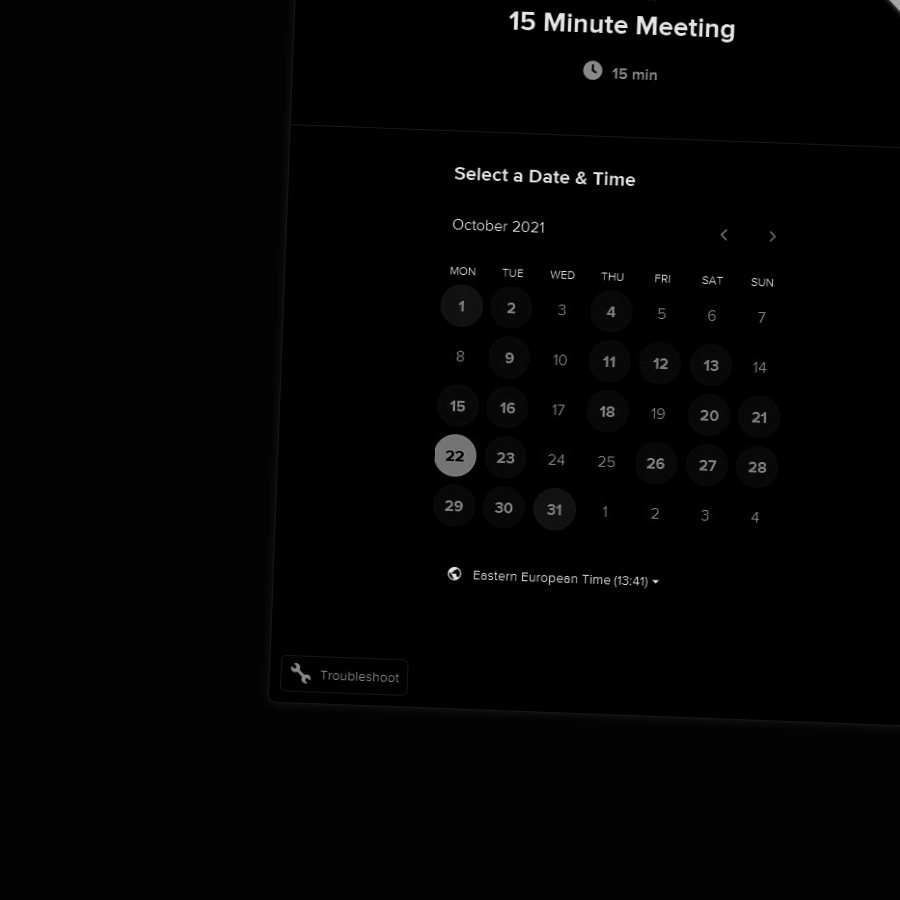 15 Minute Meeting
15 min
Select a Date & Time
October 2021
MON TUE WED THU FRI SAT SUN
1 2 3 4 5 6 7
8 9 10 11 12 13 14
15 16 17 18 19 20 21
22 23 24 25 26 27 28
29 30 31 1 2 3 4
Eastern European Time (13:41)
Troubleshoot